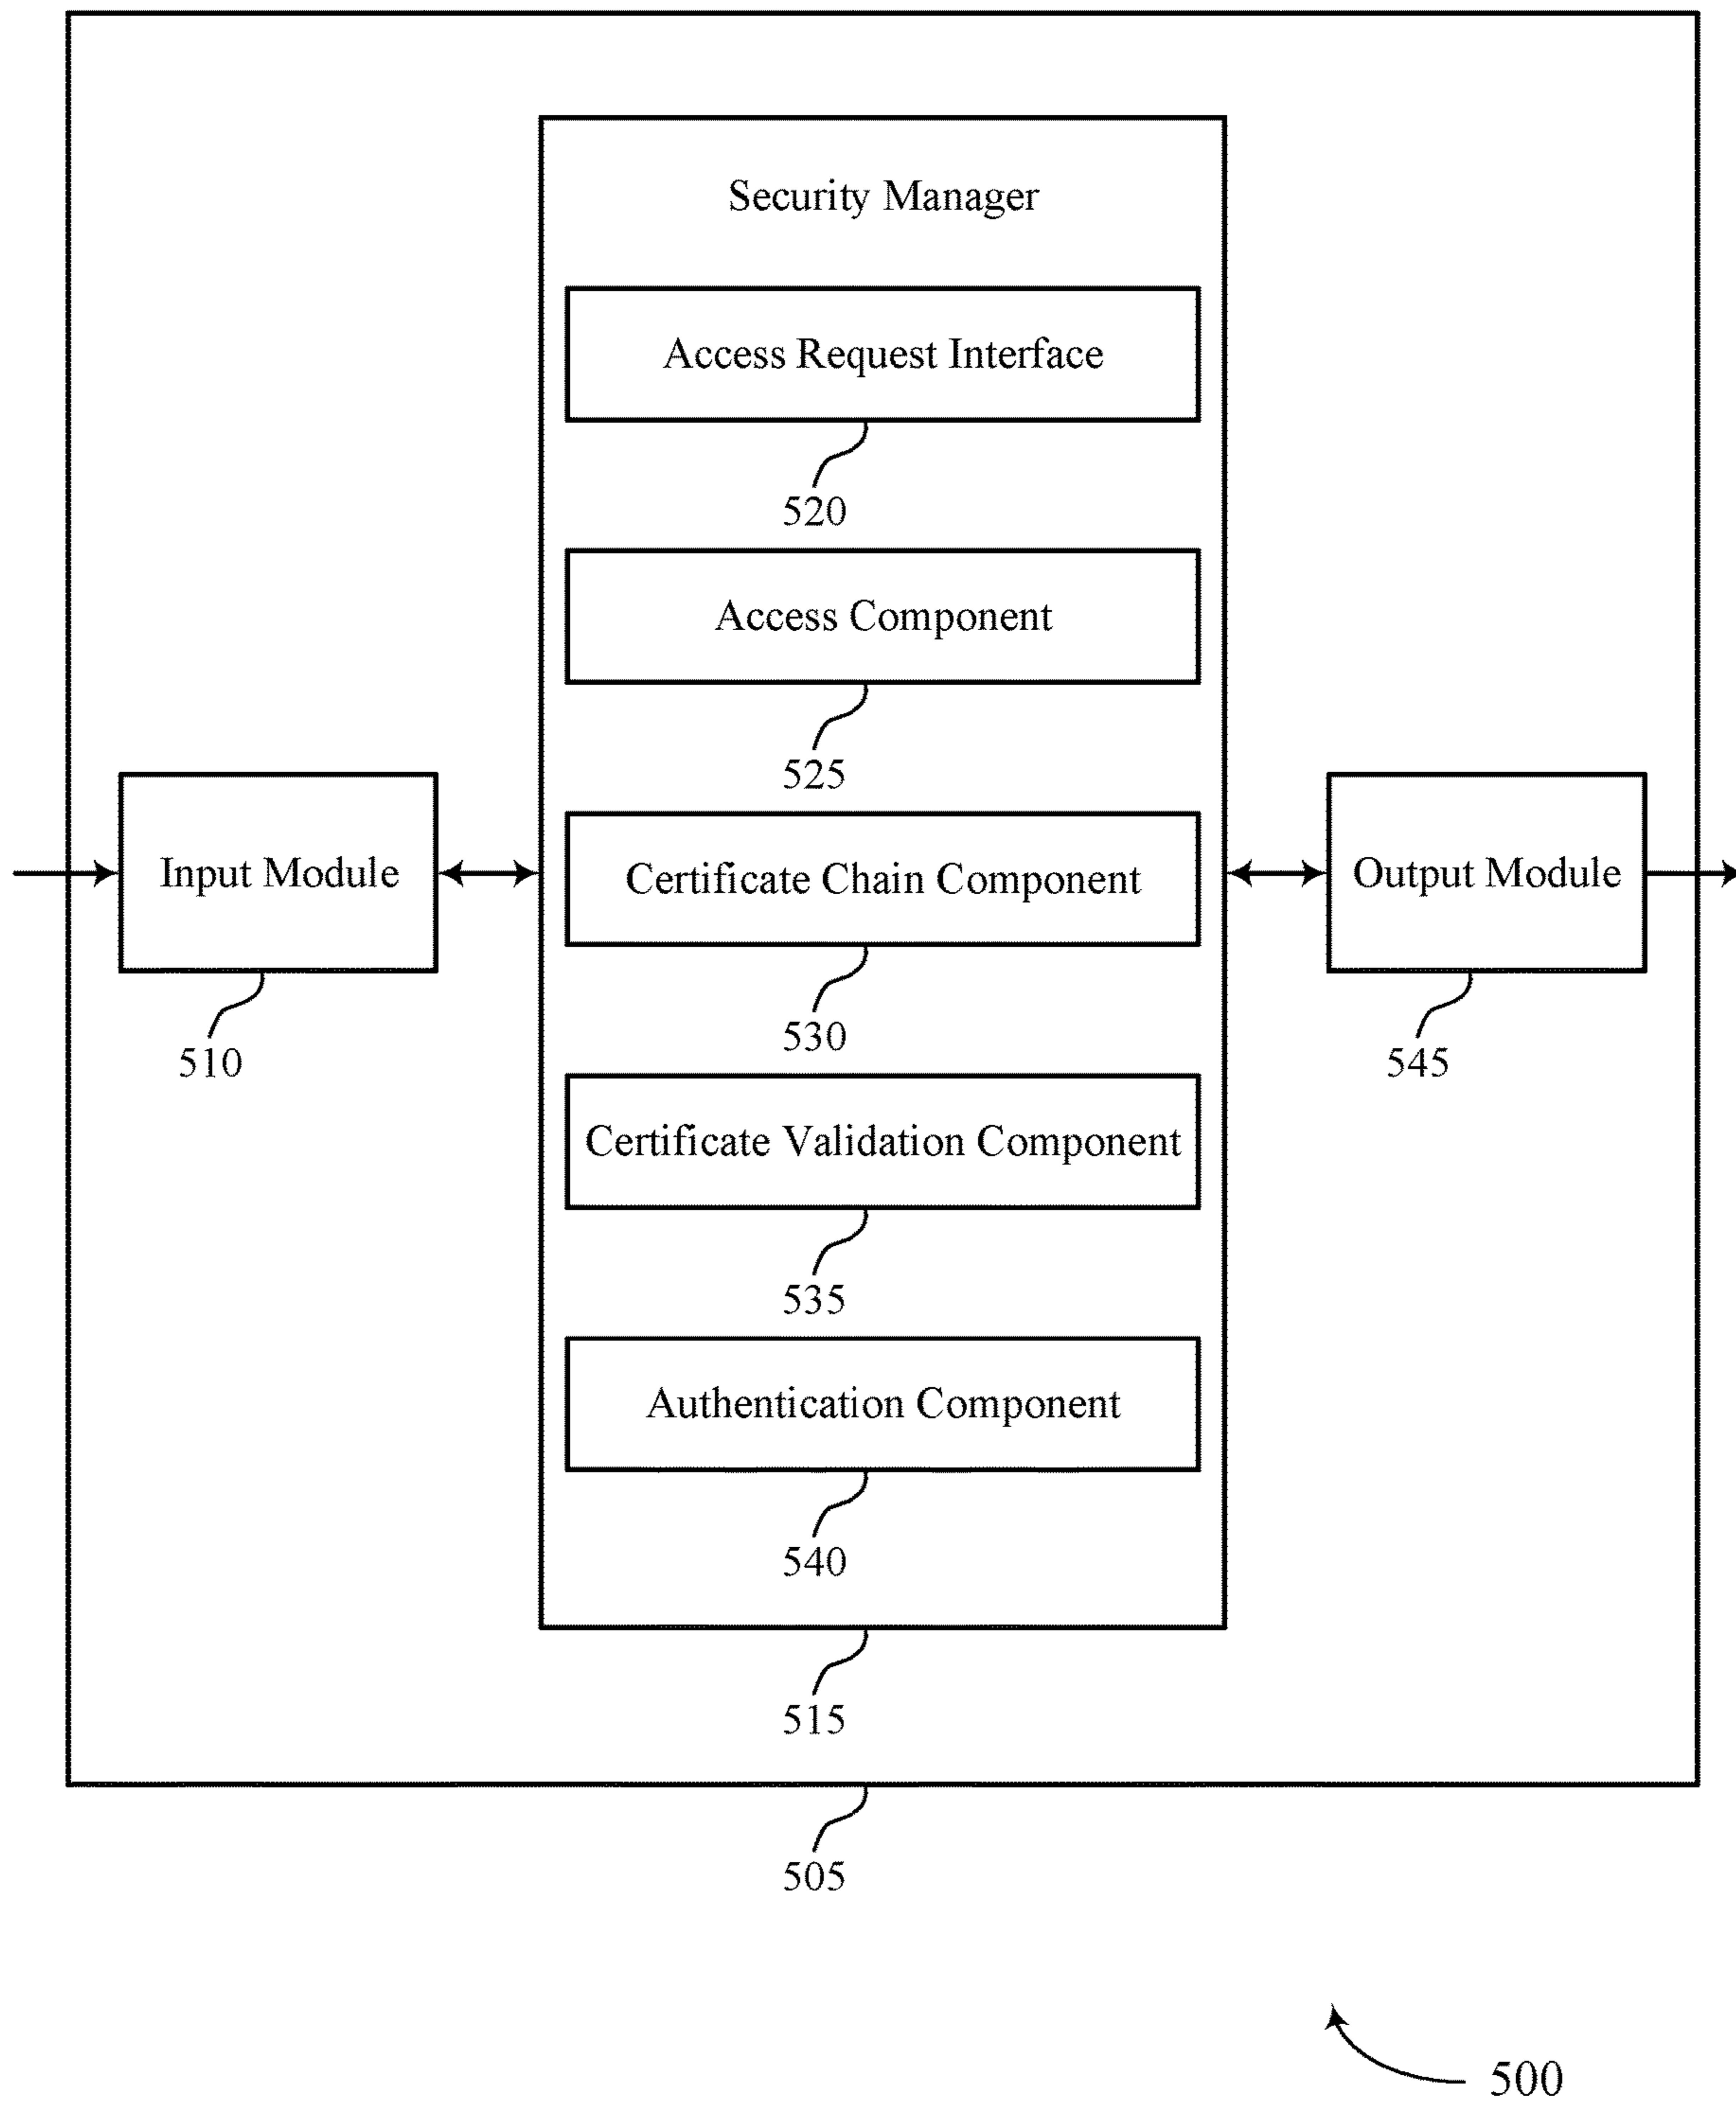 Security Manager
Access Request Interface
520
Access Component
525
Input Module
Certificate Chain Component
Output Module
530
510
545
Certificate Validation Component
535
Authentication Component
540
515
505
500